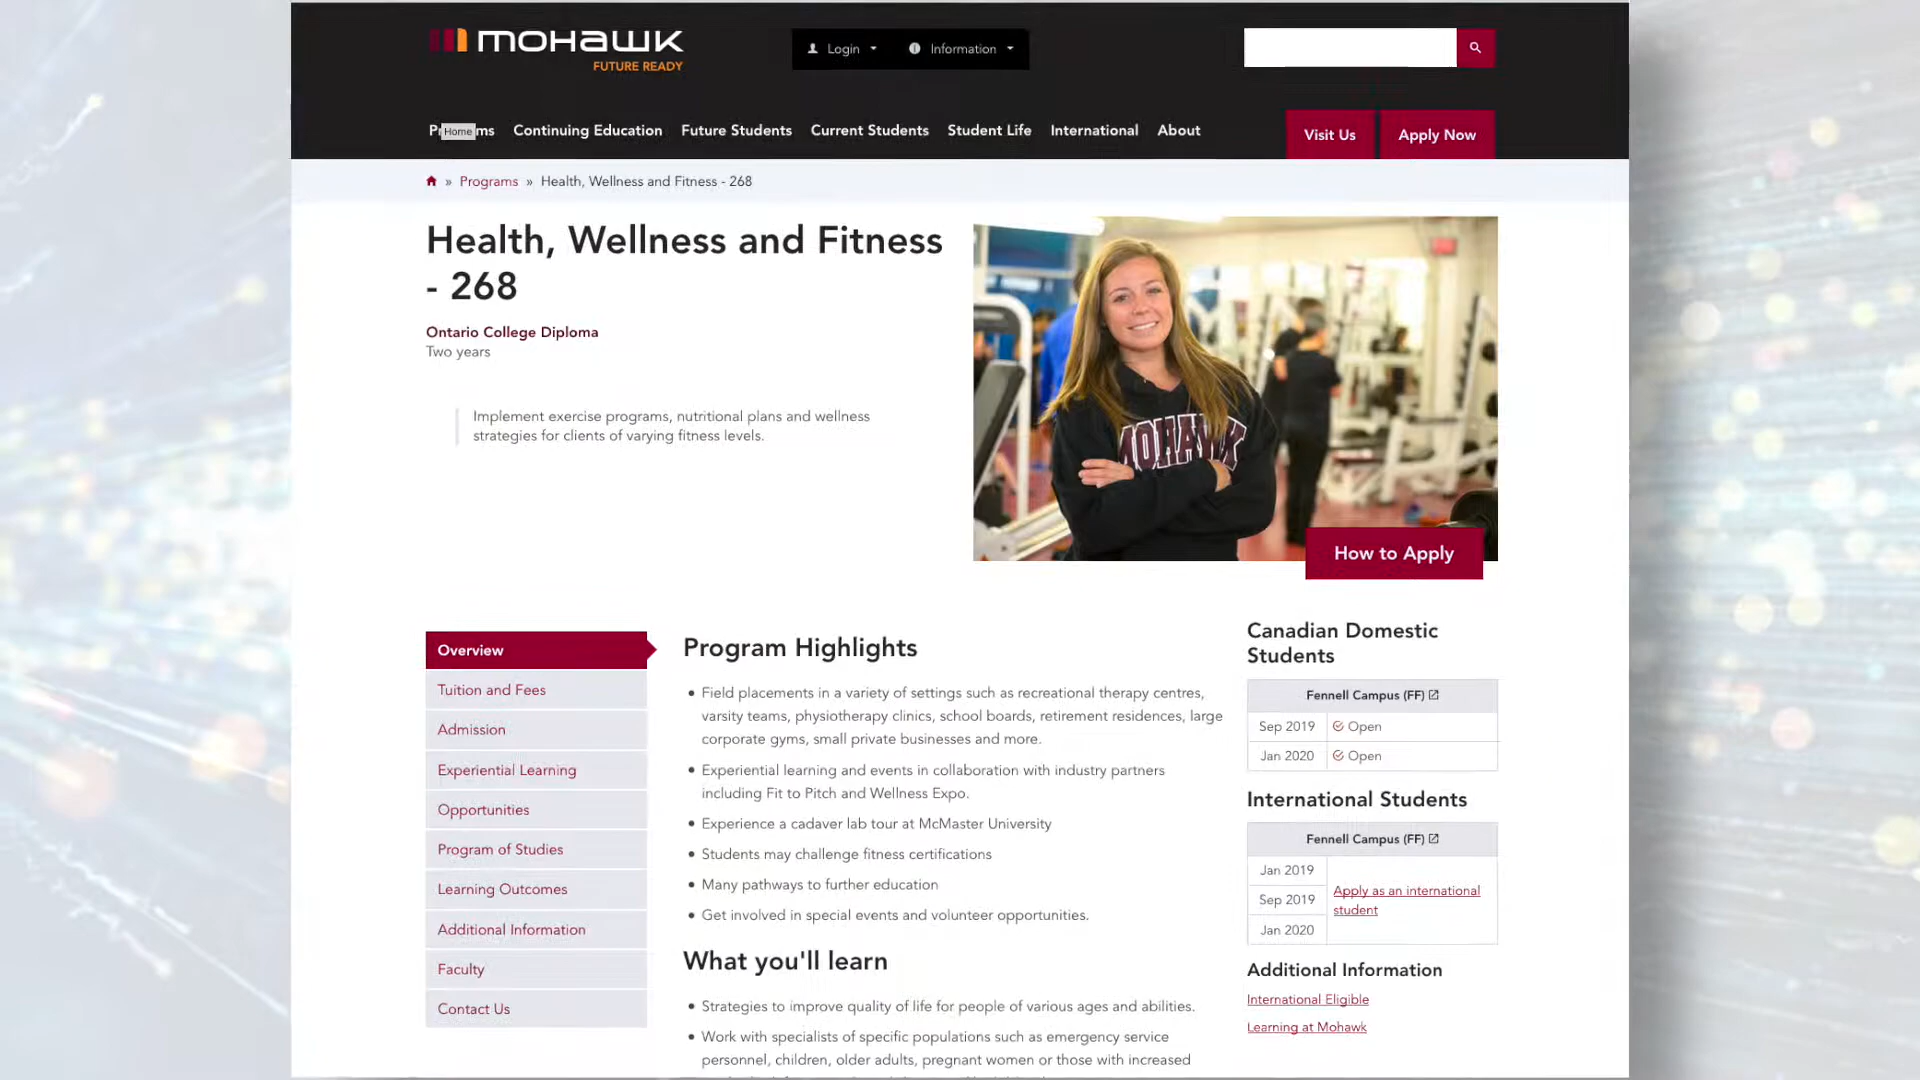 MOHAWK
FUTURE READY
Login
Information
Home
Continuing Education
Future Students
Current Students
Student Life
International
About
Visit Us
Apply Now
» Programs » Health, Wellness and Fitness - 268
Health, Wellness and Fitness
- 268
Ontario College Diploma
Two years
Implement exercise programs, nutritional plans and wellness
strategies for clients of varying fitness levels.
MOHAWK
How to Apply
Overview
Tuition and Fees
Admission
Experiential Learning
Opportunities
Program of Studies
Learning Outcomes
Additional Information
Faculty
Contact Us
Program Highlights
• Field placements in a variety of settings such as recreational therapy centres,
varsity teams, physiotherapy clinics, school boards, retirement residences, large
corporate gyms, small private businesses and more.
• Experiential learning and events in collaboration with industry partners
including Fit to Pitch and Wellness Expo.
• Experience a cadaver lab tour at McMaster University
• Students may challenge fitness certifications
• Many pathways to further education
• Get involved in special events and volunteer opportunities.
What you'll learn
• Strategies to improve quality of life for people of various ages and abilities.
• Work with specialists of specific populations such as emergency service
personnel, children, older adults, pregnant women or those with increased
Canadian Domestic
Students
Fennell Campus (FF)
Sep 2019 Open
Jan 2020 Open
International Students
Fennell Campus (FF)
Jan 2019
Sep 2019
Jan 2020
Apply as an international
student
Additional Information
International Eligible
Learning at Mohawk